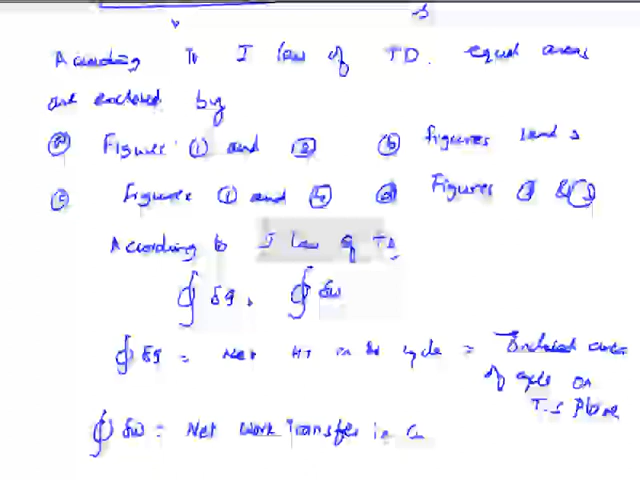 According To I law of TD. equal areas
are enclosed by
(a) Figures (1) and (2) (b) figures 1 and 3
(c) Figures (1) and (4) (d) Figures
According to I law of TD
∮ δq = ∮ δw
∮ δq = Net HT in cycle = Enclosed area
of cycle on
T-S plane
∮ δw = Net work Transfer in